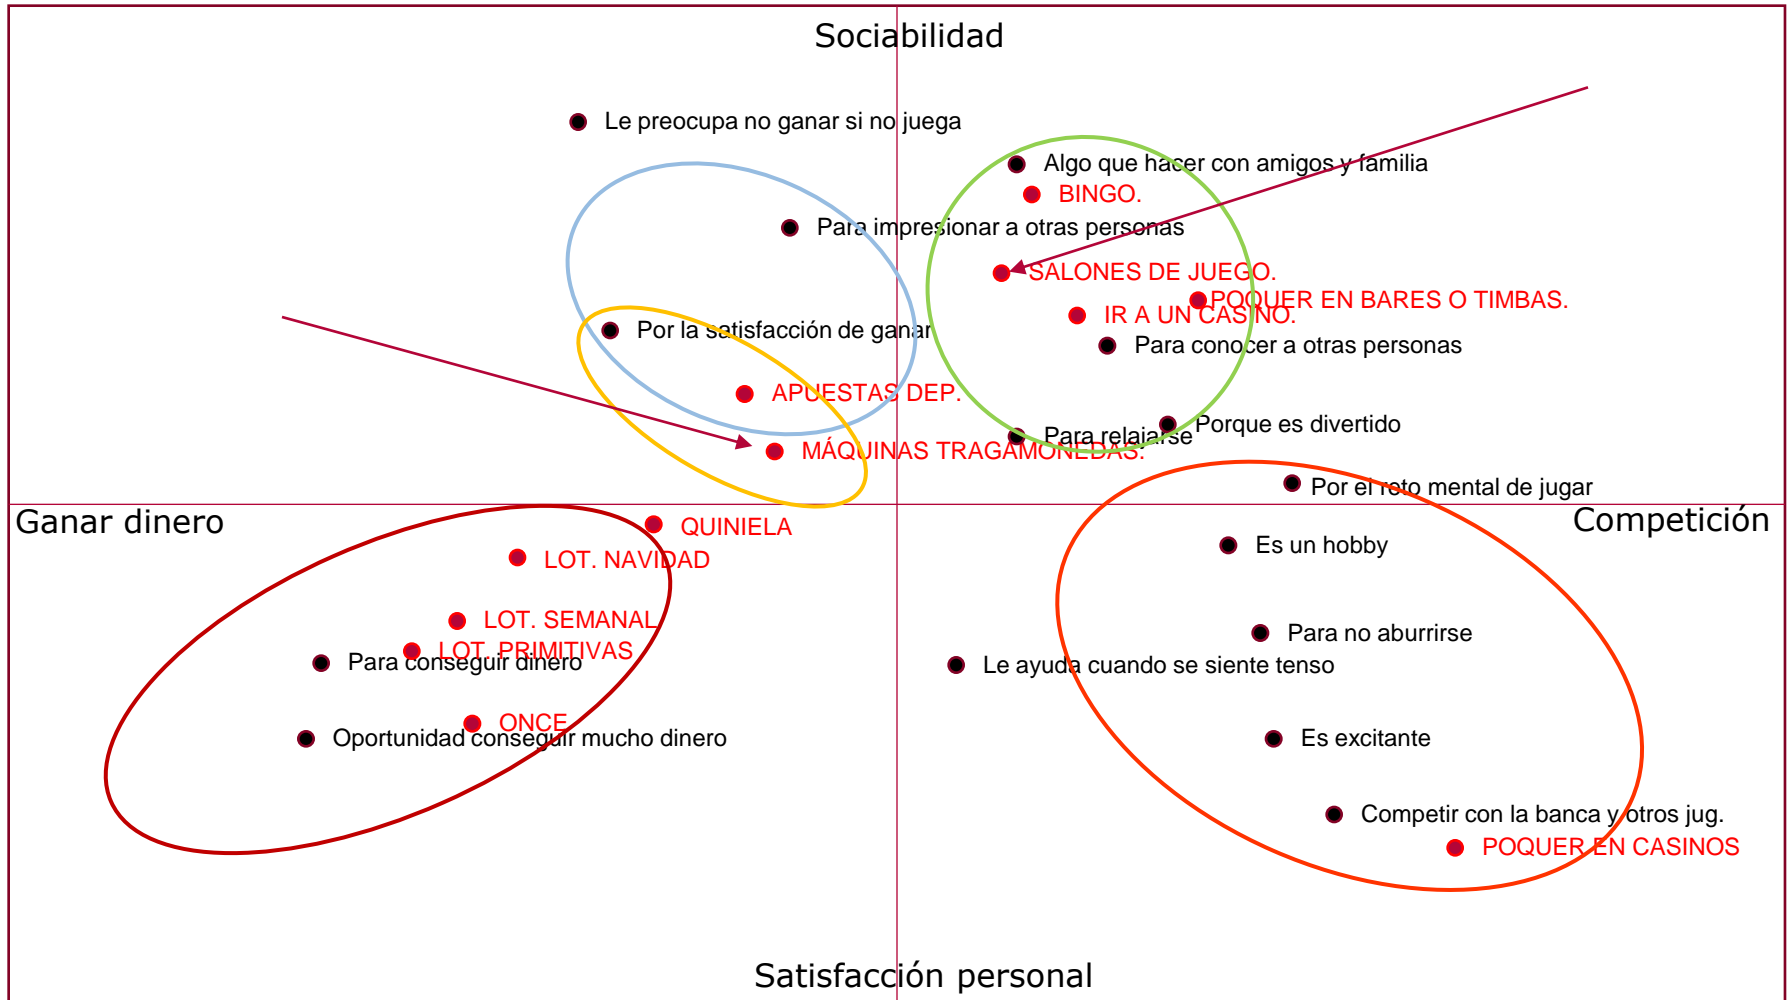 Sociabilidad
Le preocupa no ganar si no juega
Algo que hacer con amigos y familia
BINGO.
Para impresionar a otras personas
SALONES DE JUEGO.
POQUER EN BARES O TIMBAS.
IR A UN CASINO.
Por la satisfacción de ganar
Para conocer a otras personas
APUESTAS DEP.
Porque es divertido
Para relajarse
MÁQUINAS TRAGAMONEDAS.
Por el reto mental de jugar
Ganar dinero
Competición
QUINIELA
Es un hobby
LOT. NAVIDAD
LOT. SEMANAL
Para no aburrirse
LOT. PRIMITIVAS
Para conseguir dinero
Le ayuda cuando se siente tenso
ONCE
Oportunidad conseguir mucho dinero
Es excitante
Competir con la banca y otros jug.
POQUER EN CASINOS
Satisfacción personal